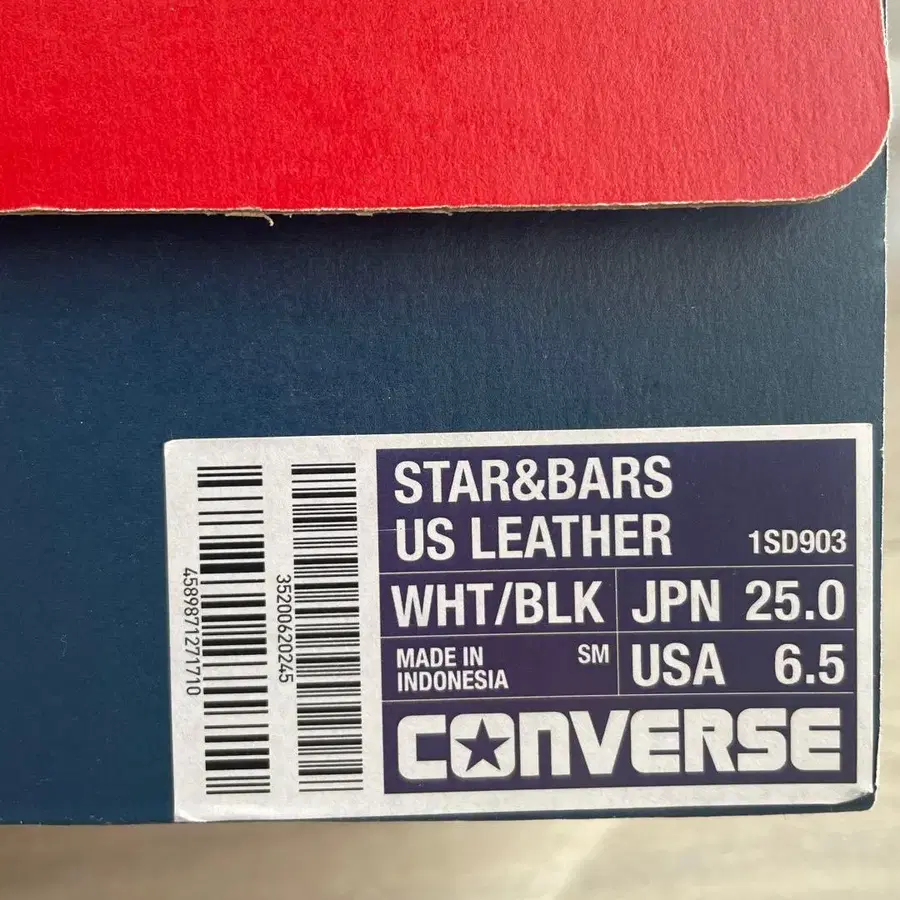 STAR&BARS
US LEATHER 1SD903
WHT/BLK JPN 25.0
MADE IN INDONESIA SM USA 6.5
CONVERSE
4589871271710
35200620245